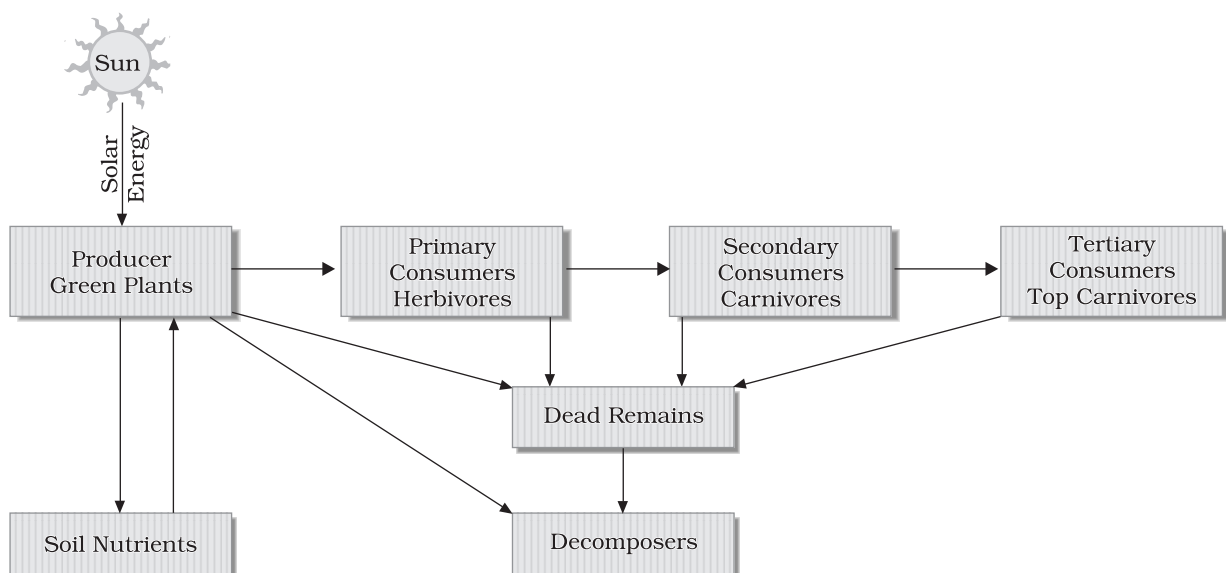 Sun
Solar
Energy
Producer
Green Plants
Primary
Consumers
Herbivores
Secondary
Consumers
Carnivores
Tertiary
Consumers
Top Carnivores
Dead Remains
Soil Nutrients
Decomposers